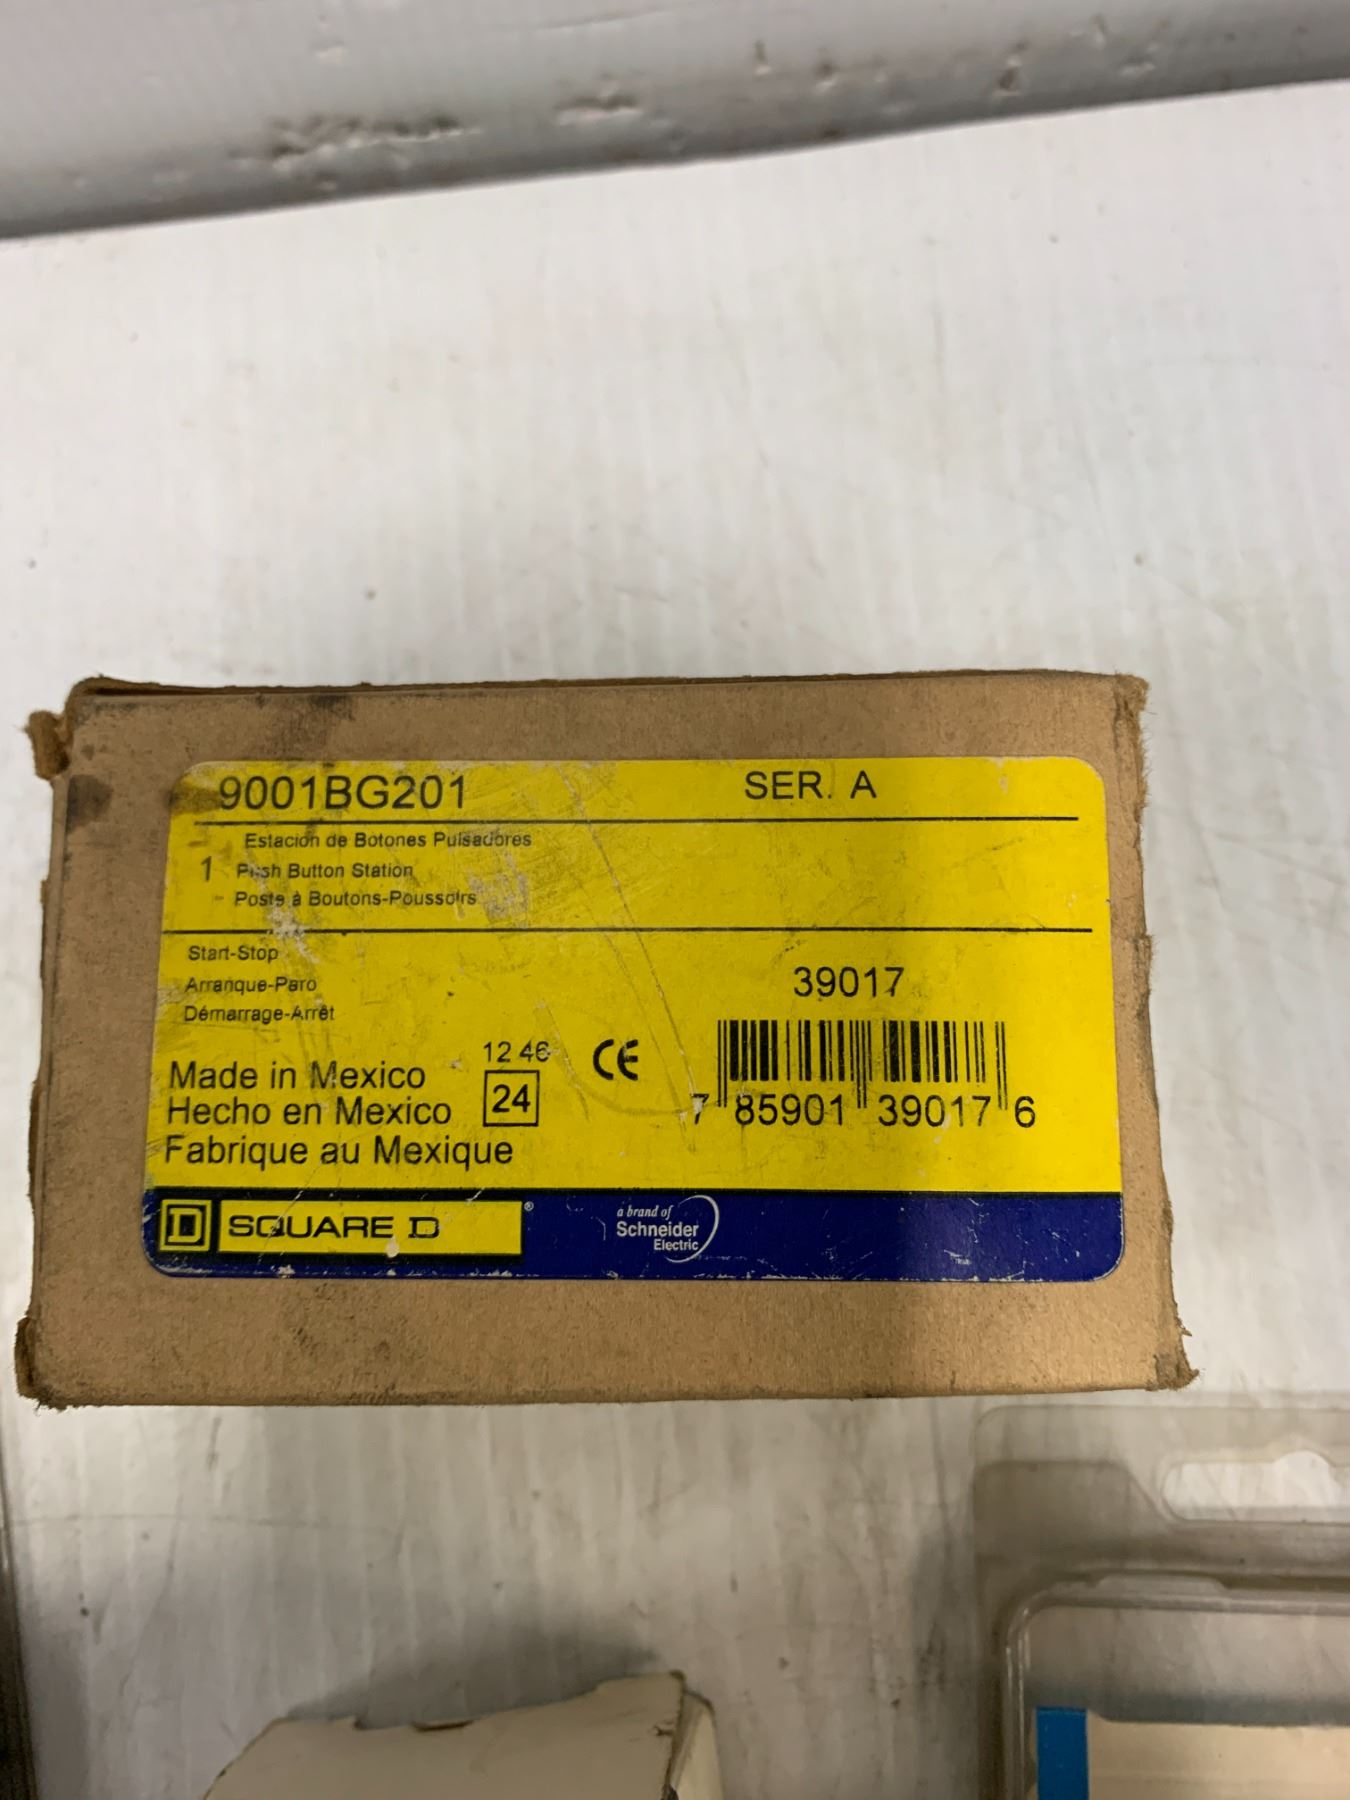 9001BG201 SER. A
Estación de Botones Pulsadores
1 Push Button Station
Poste à Boutons-Poussoirs
Start-Stop
Arranque-Paro
Démarrage-Arrêt
39017
12 46
CE
24
Made in Mexico
Hecho en Mexico
Fabrique au Mexique
7 85901 39017 6
D SQUARE D ®
a brand of
Schneider
Electric